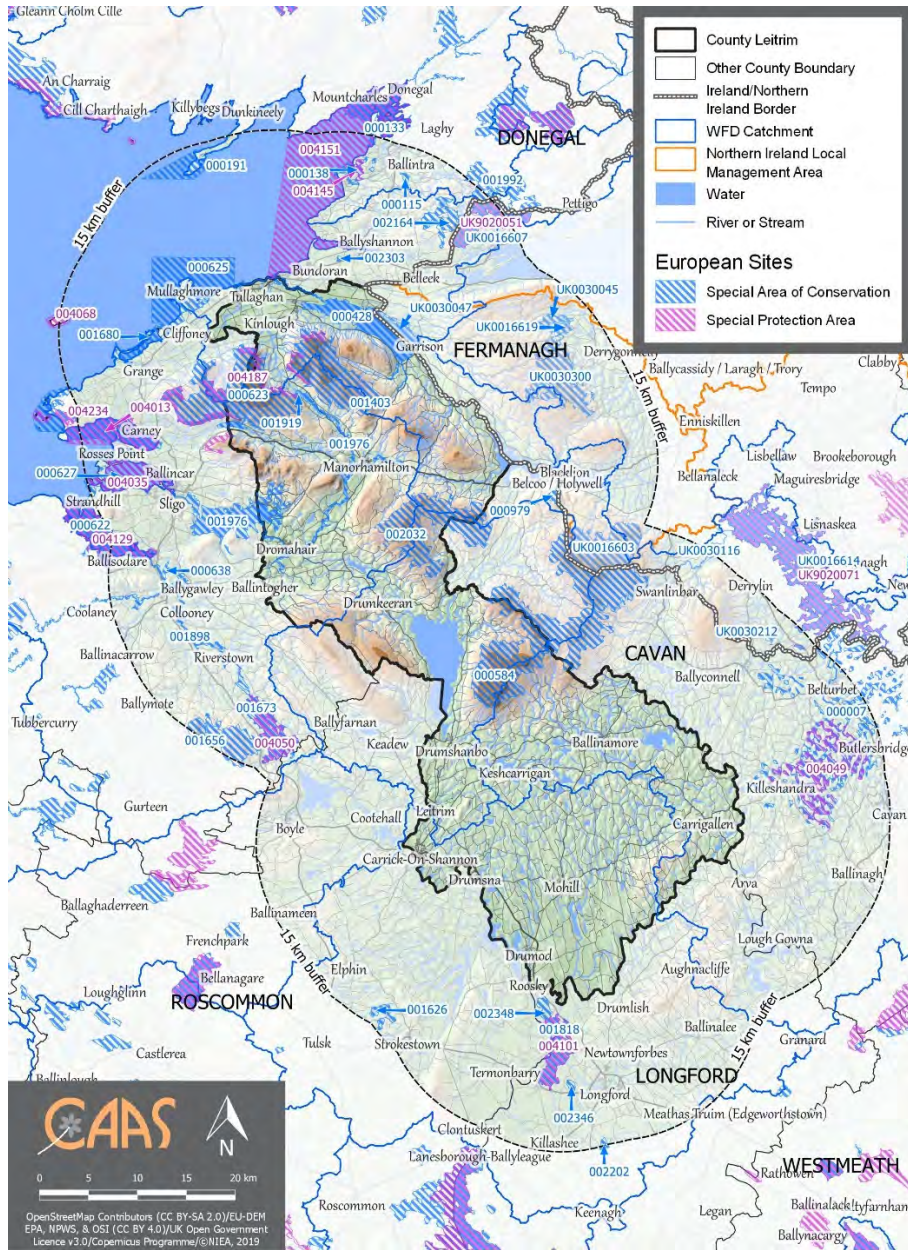 Gleann Cholm Cille
An Charraig
Cill Charthaigh
Killybegs
Dunkineely
Mountcharles
Donegal
Laghy
000133
DONEGAL
004151
000191
000138
004145
Ballintra
000115
001992
Pettigo
002164
UK9020051
UK0016607
15 km buffer
Ballyshannon
002303
Bundoran
Belleek
000625
Mullaghmore
Tullaghan
UK0030047
UK0030045
004068
001680
Cliffoney
Kinlough
000428
Garrison
UK0016619
FERMANAGH
Derrygonnelly
Grange
004187
000623
UK0030300
Ballycassidy / Laragh / Trory
Clabby
Tempo
15 km buffer
001403
001919
004234
004013
Carney
Enniskillen
Rosses Point
001976
Manorhamilton
Lisbellaw
Brookeborough
000627
Ballincar
004035
Blacklion
Belcoo / Holywell
Bellanaleck
Maguiresbridge
Strandhill
Sligo
000979
000622
001976
002032
Lisnaskea
004129
Dromahair
UK0016603
UK0030116
UK0016614
UK9020071
Ballisodare
000638
Ballygawley
Ballintogher
Swanlinbar
Derrylin
Coolaney
Collooney
Drumkeeran
UK0030212
001898
Riverstown
Ballinacarrow
000584
CAVAN
Ballyconnell
Belturbet
Tubbercurry
Ballymote
001673
Ballyfarnan
000007
001656
004050
Keadew
Drumshanbo
Ballinamore
Butlersbridge
004049
Keshcarrigan
Killeshandra
Gurteen
Boyle
Cootehall
Leitrim
Carrigallen
Cavan
Carrick-On-Shannon
Drumsna
Mohill
Arva
Ballinagh
Ballaghaderreen
Ballinameen
Frenchpark
15 km buffer
Lough Gowna
Bellanagare
Elphin
Drumod
Aughnacliffe
Loughglinn
ROSCOMMON
Roosky
Drumlish
001626
002348
001818
004101
Ballinalee
Tulsk
Strokestown
Newtownforbes
15 km buffer
Granard
Castlerea
Termonbarry
LONGFORD
Ballinlough
Longford
002346
Meathas Truim (Edgeworthstown)
Clontuskert
Killashee
Lanesborough-Ballyleague
002202
WESTMEATH
Rathowen
Roscommon
Keenagh
Legan
Ballinalack
Ballynacargy
County Leitrim
Other County Boundary
Ireland/Northern
Ireland Border
WFD Catchment
Northern Ireland Local
Management Area
Water
River or Stream
European Sites
Special Area of Conservation
Special Protection Area
CAAS
N
0 5 10 15 20 km
OpenStreetMap Contributors (CC BY-SA 2.0)/EU-DEM
EPA, NPWS, & OSI (CC BY 4.0)/UK Open Government
Licence v3.0/Copernicus Programme/©NIEA, 2019